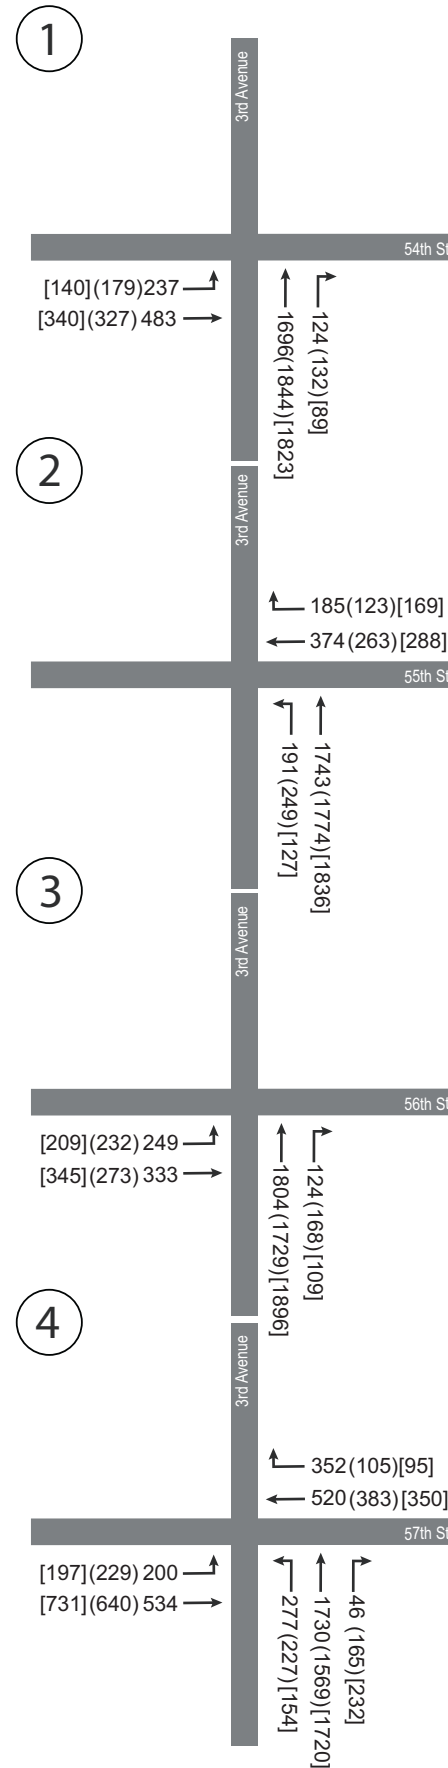 1
3rd Avenue
54th St
[140](179)237
[340](327) 483
1696(1844)[1823]
124(132)[89]
2
3rd Avenue
185(123)[169]
374(263)[288]
55th St
191(249)[127]
1743(1774)[1836]
3
3rd Avenue
56th St
[209](232) 249
[345](273) 333
1804(1729)[1896]
124(168)[109]
4
3rd Avenue
352(105)[95]
520(383)[350]
57th St
[197](229) 200
[731](640) 534
277(227)[154]
1730(1569)[1720]
46 (165)[232]